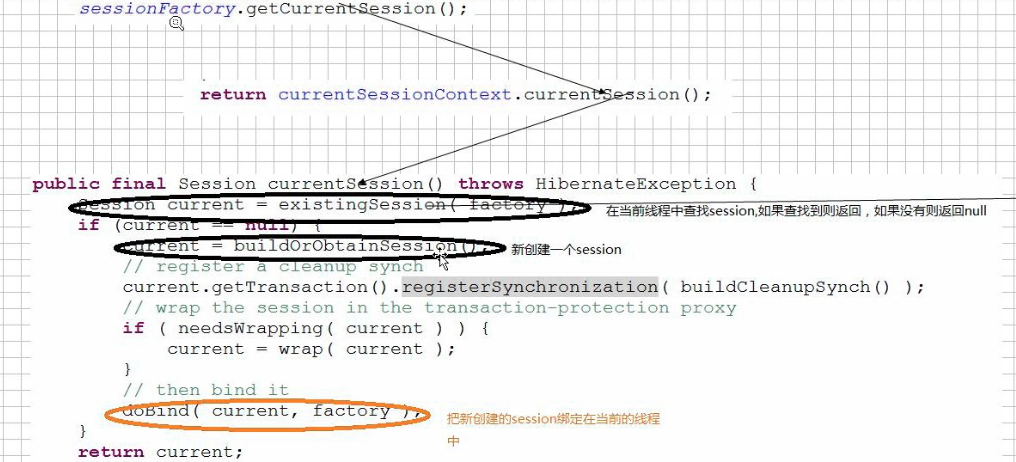 sessionFactory.getCurrentSession();
return currentSessionContext.currentSession();
public final Session currentSession() throws HibernateException {
Session current = existingSession( factory ); 在当前线程中查找session,如果查找到则返回，如果没有则返回null
if (current == null) {
current = buildOrObtainSession(); 新创建一个session
// register a cleanup synch
current.getTransaction().registerSynchronization( buildCleanupSynch() );
// wrap the session in the transaction-protection proxy
if ( needsWrapping( current ) ) {
current = wrap( current );
}
// then bind it
doBind( current, factory ); 把新创建的session绑定在当前的线程
中
}
return current;